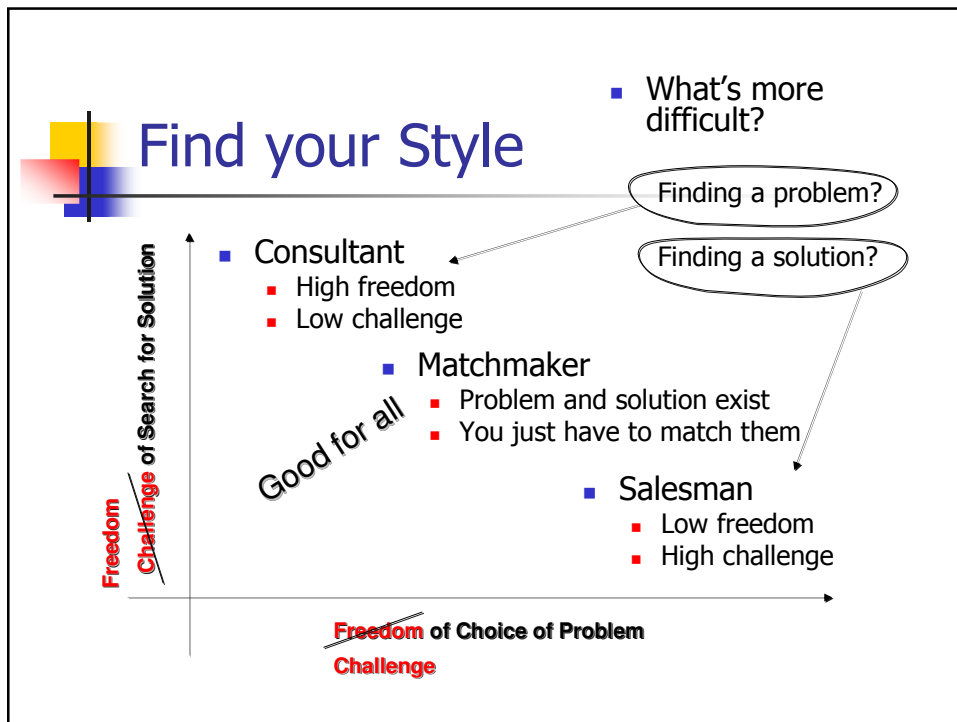 Find your Style
What's more
difficult?
Finding a problem?
Finding a solution?
Consultant
High freedom
Low challenge
Matchmaker
Problem and solution exist
You just have to match them
Good for all
Salesman
Low freedom
High challenge
Freedom
Challenge of Search for Solution
Freedom of Choice of Problem
Challenge